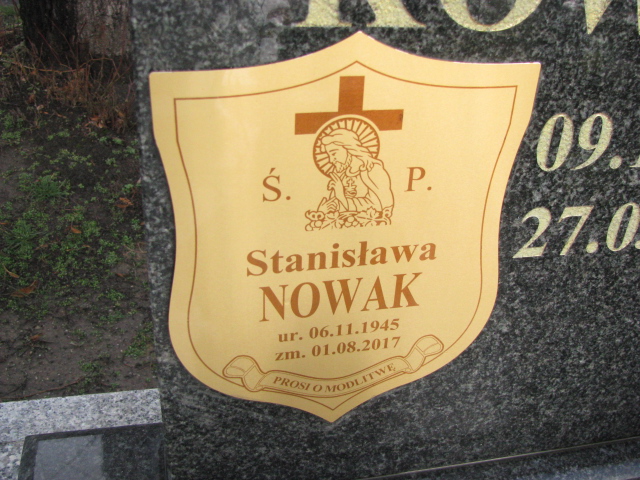 Ś. P.
Stanisława
NOWAK
ur. 06.11.1945
zm. 01.08.2017
PROSI O MODLITWĘ
09.
27.0